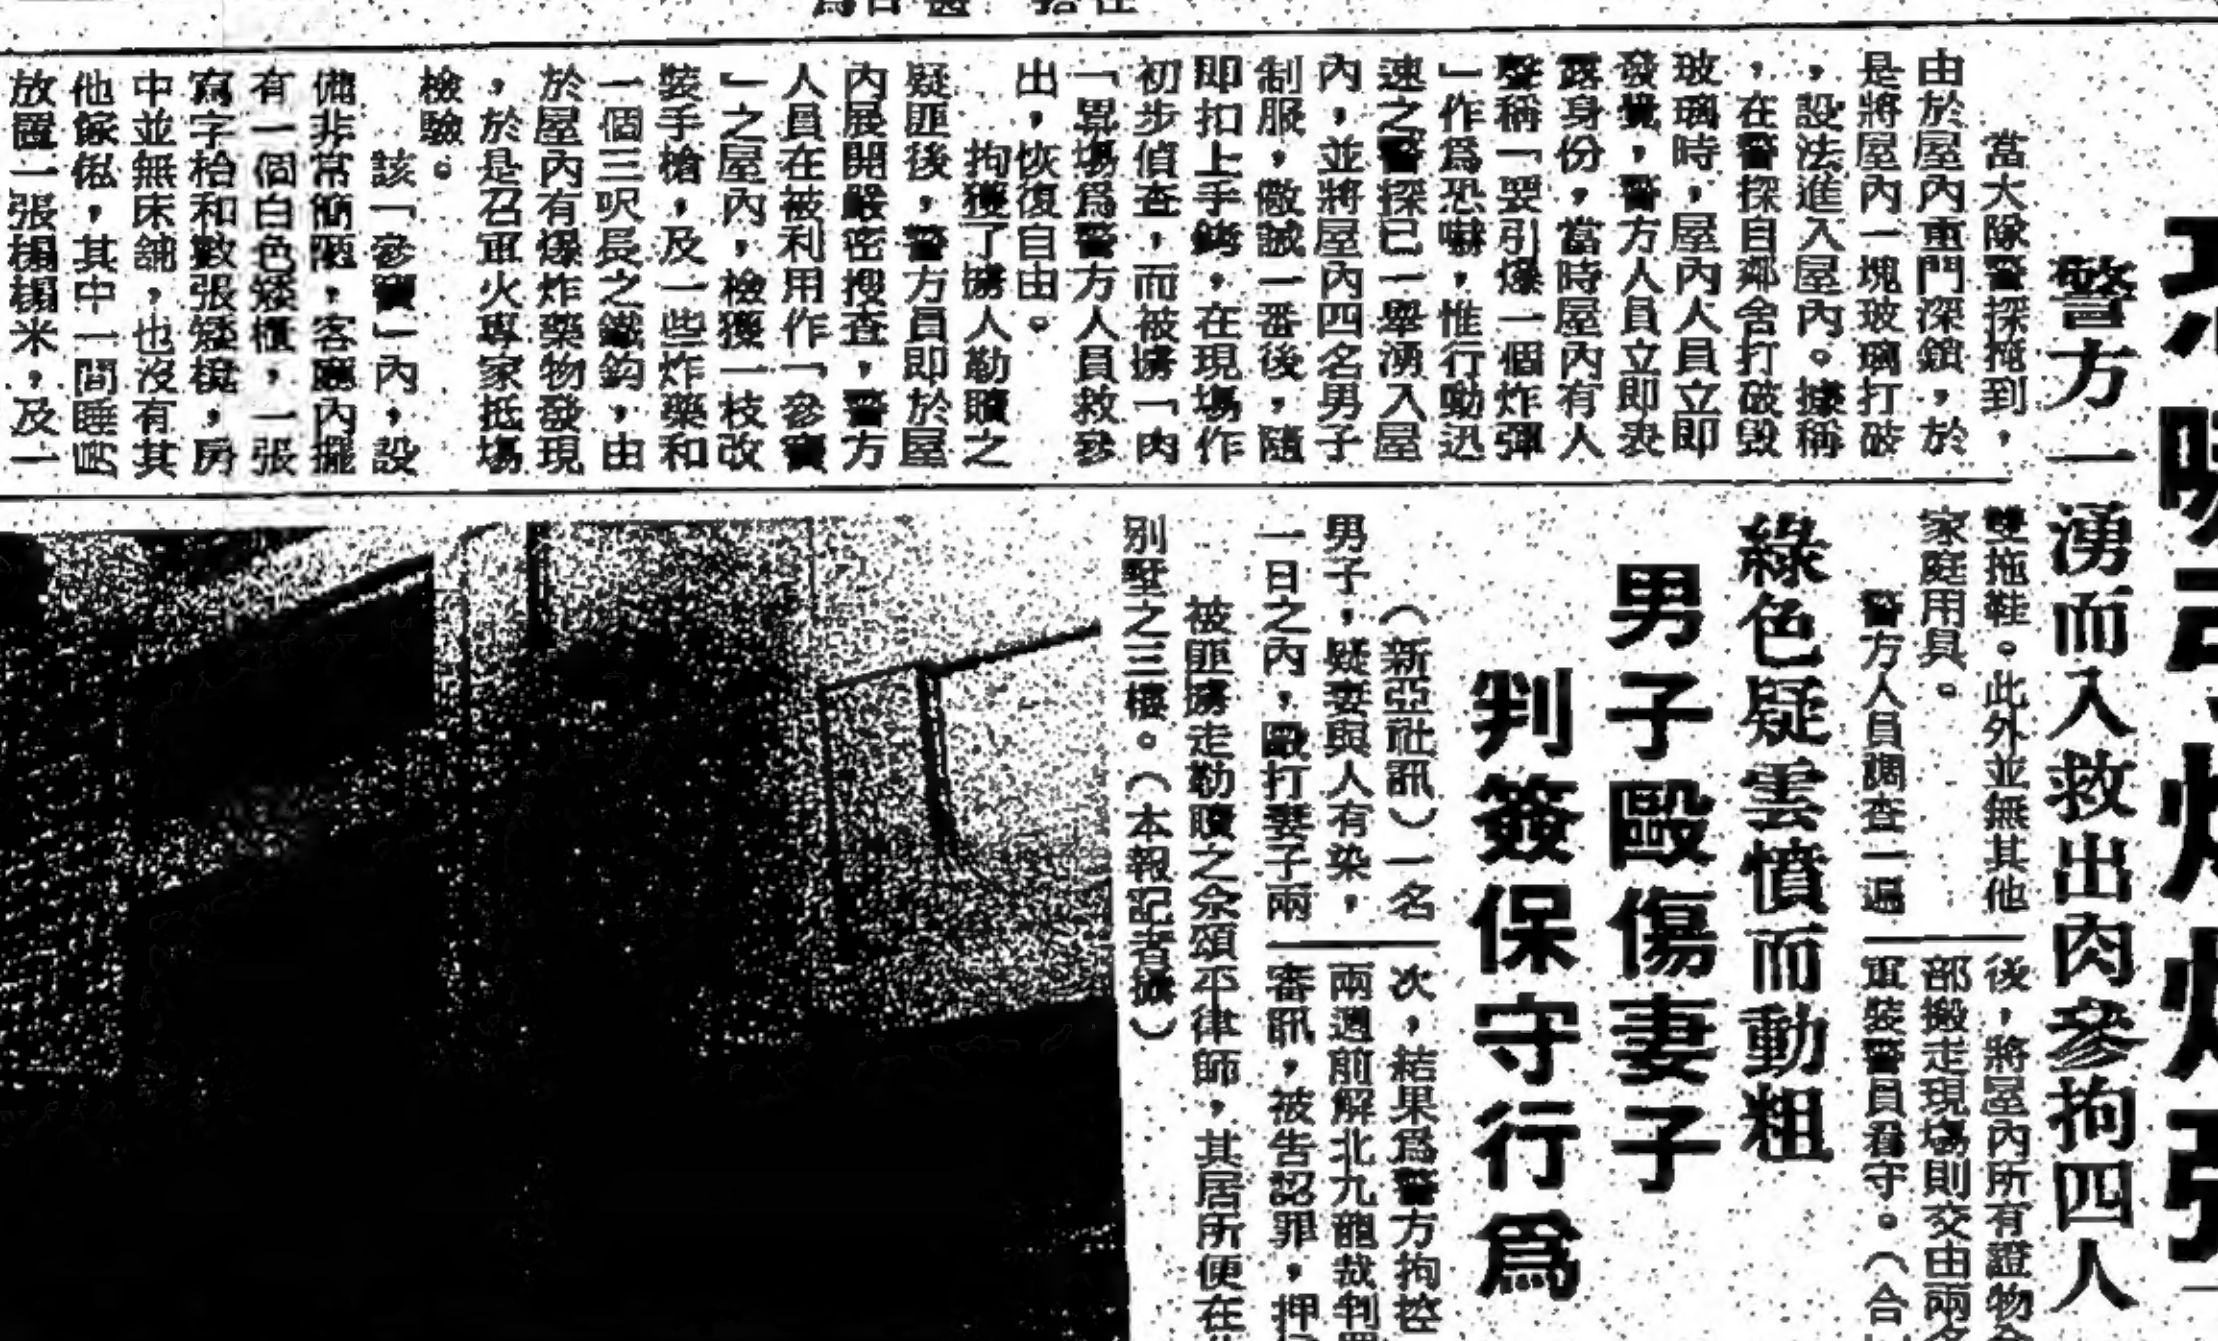 警方一湧而入救出肉參拘四人
當大隊警探掩到，
由於屋內重門深鎖，於
是將屋內一塊玻璃打破
，設法進入屋內。據稱
，在警探自鄰舍打破毀
玻璃時，屋內人員立即
發覺，警方人員立即表
露身份，當時屋內有人
聲稱「要引爆一個炸彈
」作爲恐嚇，惟行動迅
速之警探已一舉湧入屋
內，並將屋內四名男子
制服，儆誡一番後，隨
即扣上手銬，在現場作
初步偵查，而被擄「肉
」塲爲警方人員救參
出，恢復自由。
拘獲了擄人勒贖之
疑匪後，警方員即於屋
內展開嚴密搜查，警方
人員在被利用作「參竇
」之屋內，檢獲一枝改
裝手槍，及一些炸藥和
一個三呎長之鐵鈎，由
於屋內有爆炸藥物發現
，於是召軍火專家抵塲
檢驗。
該「參竇」內，設
備非常簡陋，客廳內擺
有一個白色矮櫃，一張
寫字枱和數張矮櫈，房
中並無床舖，也沒有其
他傢俬，其中一間睡房
放置一張榻榻米，及一
雙拖鞋。此外並無其他
家庭用具。
警方人員調查一遍
後，將屋內所有證物
部搬走現場則交由兩
軍裝警員看守。（合
綠色疑雲憤而動粗
男子毆傷妻子
判簽保守行爲
（新亞社訊）一名
男子，疑妻與人有染，
一日之內，毆打妻子兩
次，結果爲警方拘控
兩週前解北九龍裁判
審訊，被告認罪，押
被匪擄走勒贖之佘頌平律師，其居所便在
別墅之三樓。（本報記者攝）